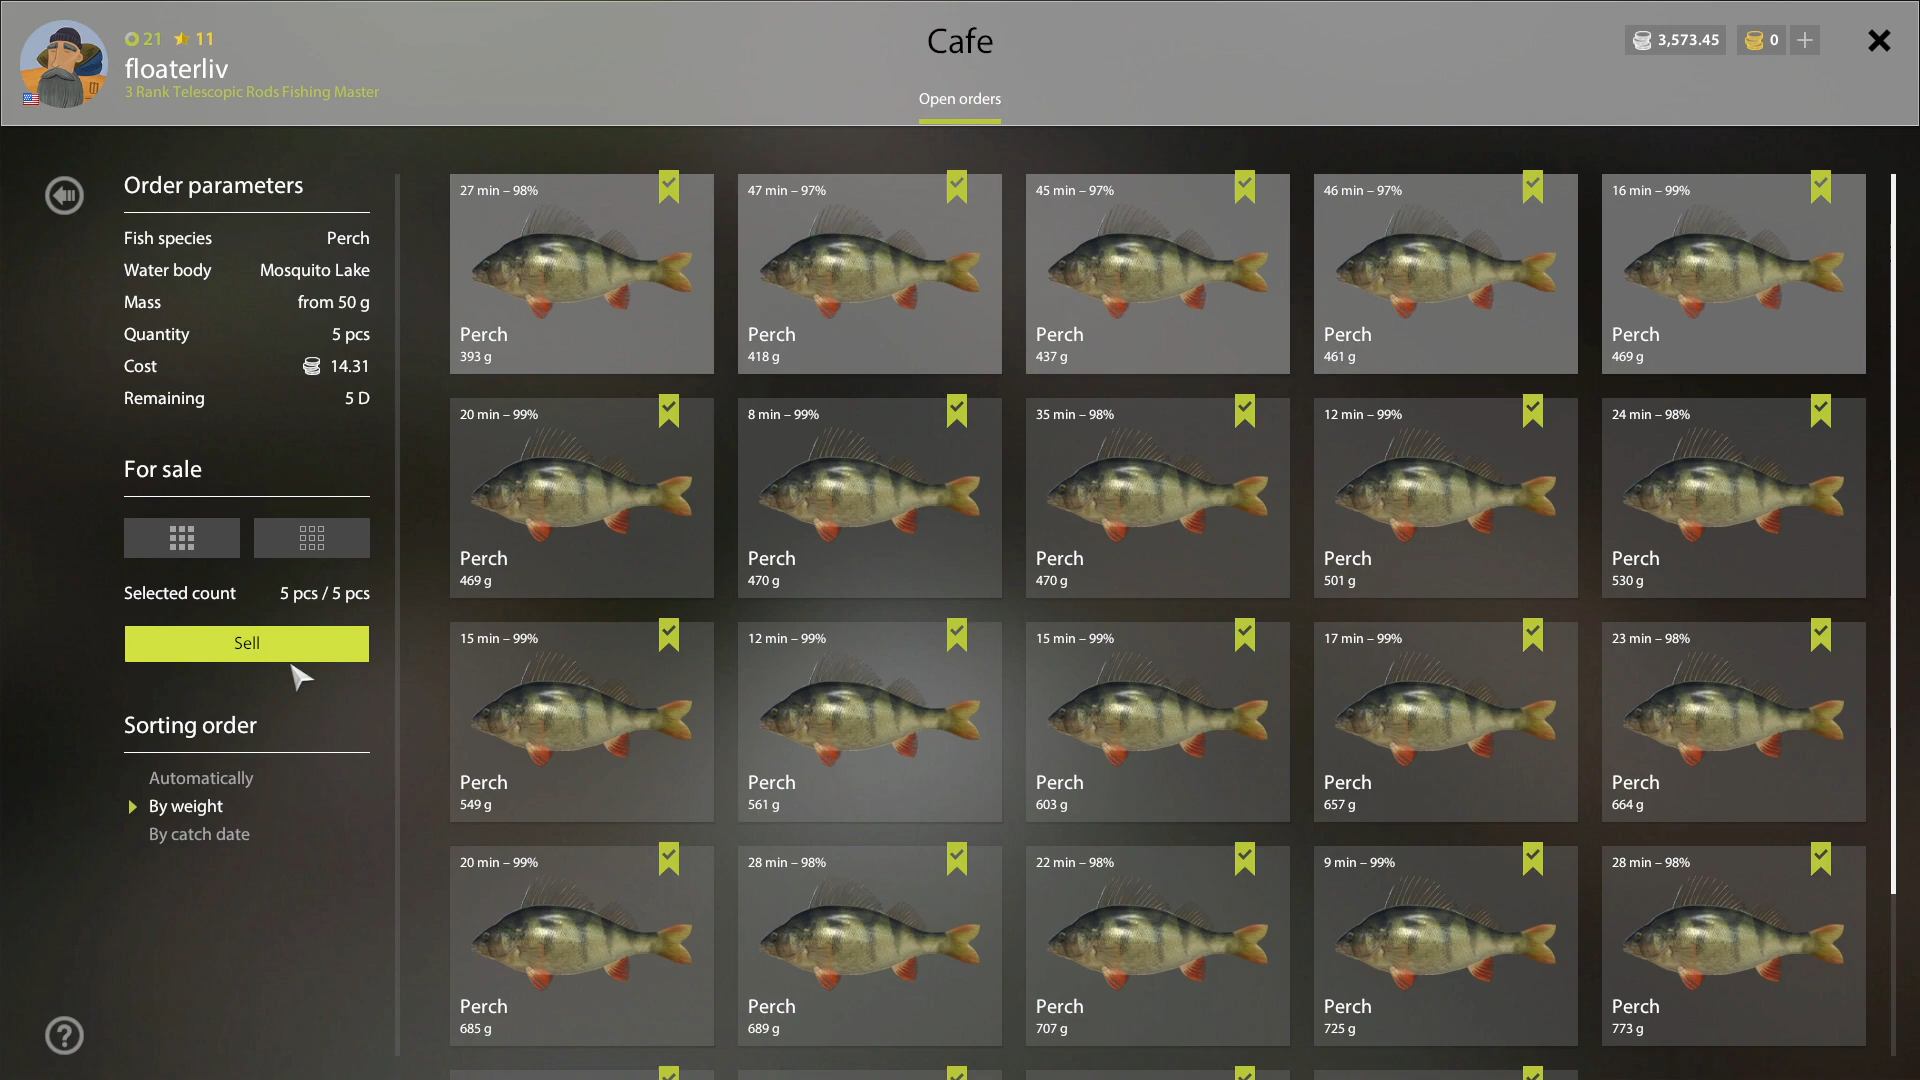 21 11
floaterliv
3 Rank Telescopic Rods Fishing Master
Cafe
Open orders
3,573.45 0
Order parameters
Fish species Perch
Water body Mosquito Lake
Mass from 50 g
Quantity 5 pcs
Cost 14.31
Remaining 5 D
For sale
Selected count 5 pcs / 5 pcs
Sell
Sorting order
Automatically
By weight
By catch date
27 min – 98%
Perch
393 g
47 min – 97%
Perch
418 g
45 min – 97%
Perch
437 g
46 min – 97%
Perch
461 g
16 min – 99%
Perch
469 g
20 min – 99%
Perch
469 g
8 min – 99%
Perch
470 g
35 min – 98%
Perch
470 g
12 min – 99%
Perch
501 g
24 min – 98%
Perch
530 g
15 min – 99%
Perch
549 g
12 min – 99%
Perch
561 g
15 min – 99%
Perch
603 g
17 min – 99%
Perch
657 g
23 min – 98%
Perch
664 g
20 min – 99%
Perch
685 g
28 min – 98%
Perch
689 g
22 min – 98%
Perch
707 g
9 min – 99%
Perch
725 g
28 min – 98%
Perch
773 g
?